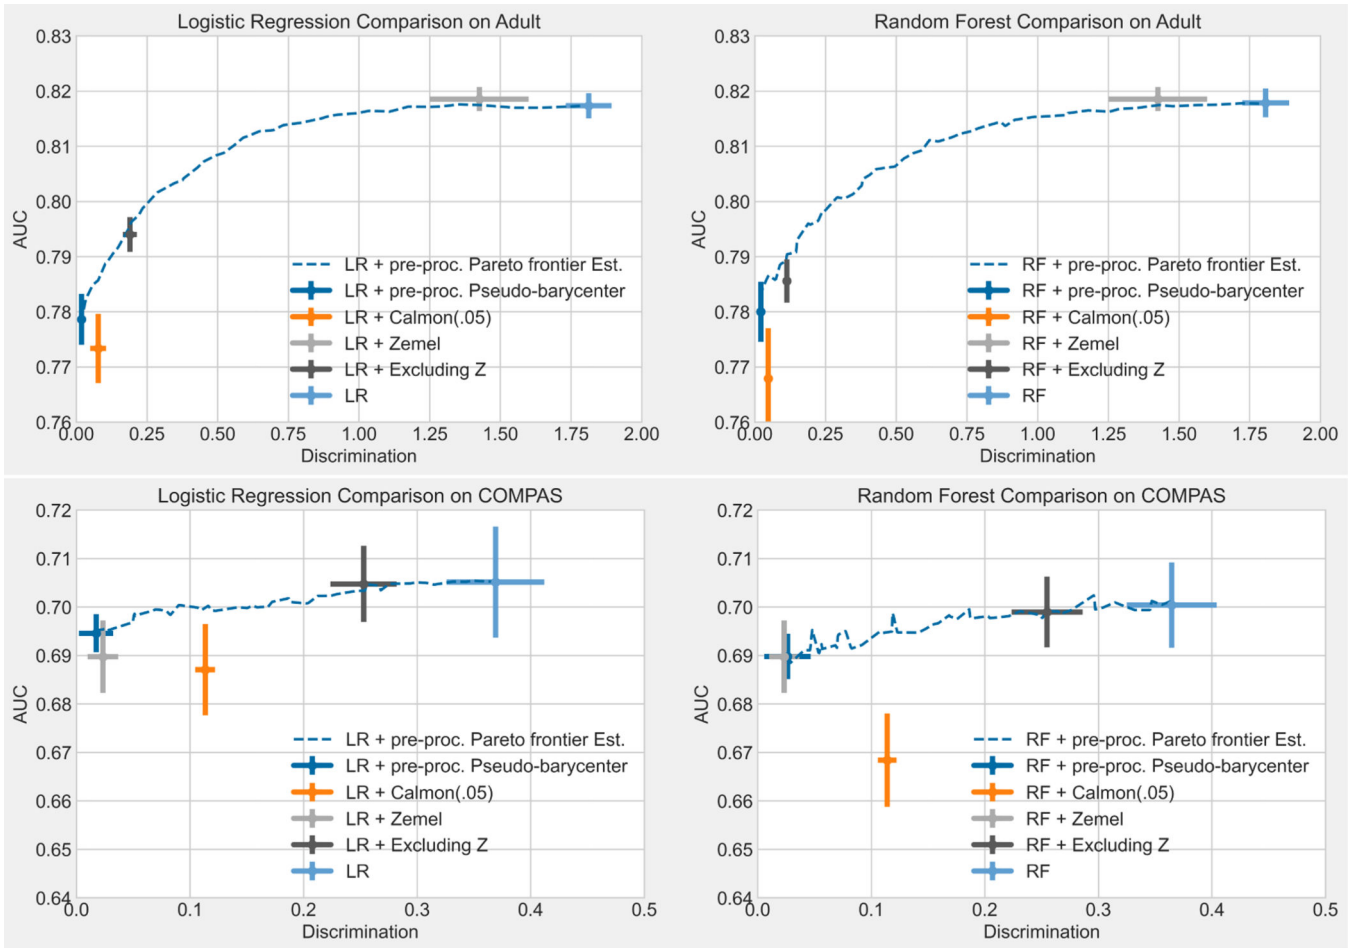 Logistic Regression Comparison on Adult
0.83
0.82
0.81
0.80
0.79
0.78
0.77
0.76
AUC
LR + pre-proc. Pareto frontier Est.
LR + pre-proc. Pseudo-barycenter
LR + Calmon(.05)
LR + Zemel
LR + Excluding Z
LR
0.00 0.25 0.50 0.75 1.00 1.25 1.50 1.75 2.00
Discrimination
Random Forest Comparison on Adult
0.83
0.82
0.81
0.80
0.79
0.78
0.77
0.76
AUC
RF + pre-proc. Pareto frontier Est.
RF + pre-proc. Pseudo-barycenter
RF + Calmon(.05)
RF + Zemel
RF + Excluding Z
RF
0.00 0.25 0.50 0.75 1.00 1.25 1.50 1.75 2.00
Discrimination
Logistic Regression Comparison on COMPAS
0.72
0.71
0.70
0.69
0.68
0.67
0.66
0.65
0.64
AUC
LR + pre-proc. Pareto frontier Est.
LR + pre-proc. Pseudo-barycenter
LR + Calmon(.05)
LR + Zemel
LR + Excluding Z
LR
0.0 0.1 0.2 0.3 0.4 0.5
Discrimination
Random Forest Comparison on COMPAS
0.72
0.71
0.70
0.69
0.68
0.67
0.66
0.65
0.64
AUC
RF + pre-proc. Pareto frontier Est.
RF + pre-proc. Pseudo-barycenter
RF + Calmon(.05)
RF + Zemel
RF + Excluding Z
RF
0.0 0.1 0.2 0.3 0.4 0.5
Discrimination